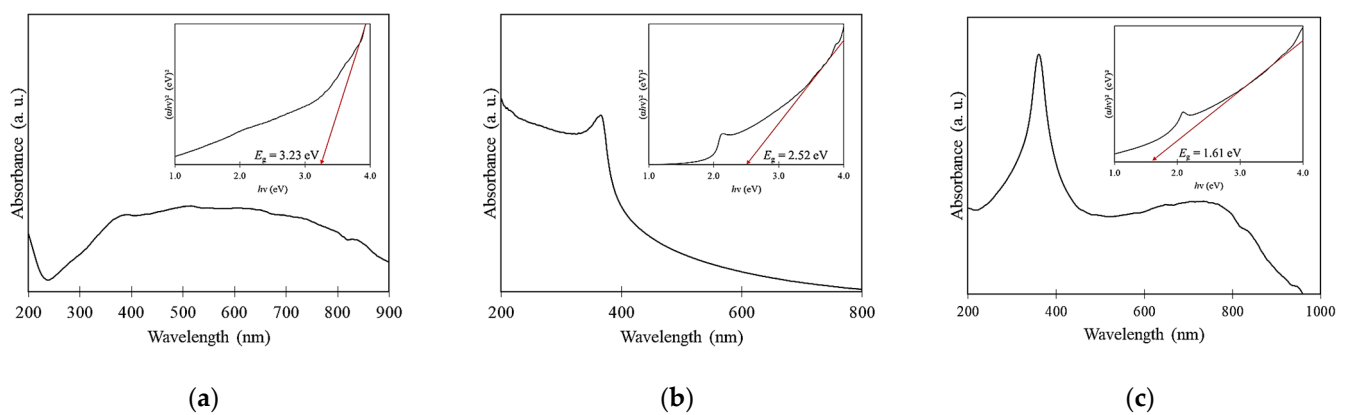 Absorbance (a. u.)
(αhν)² (eV)²
E_g = 3.23 eV
1.0 2.0 3.0 4.0
hν (eV)
200 300 400 500 600 700 800 900
Wavelength (nm)
(a)
Absorbance (a. u.)
(αhν)² (eV)²
E_g = 2.52 eV
1.0 2.0 3.0 4.0
hν (eV)
200 400 600 800
Wavelength (nm)
(b)
Absorbance (a. u.)
(αhν)² (eV)²
E_g = 1.61 eV
1.0 2.0 3.0 4.0
hν (eV)
200 400 600 800 1000
Wavelength (nm)
(c)